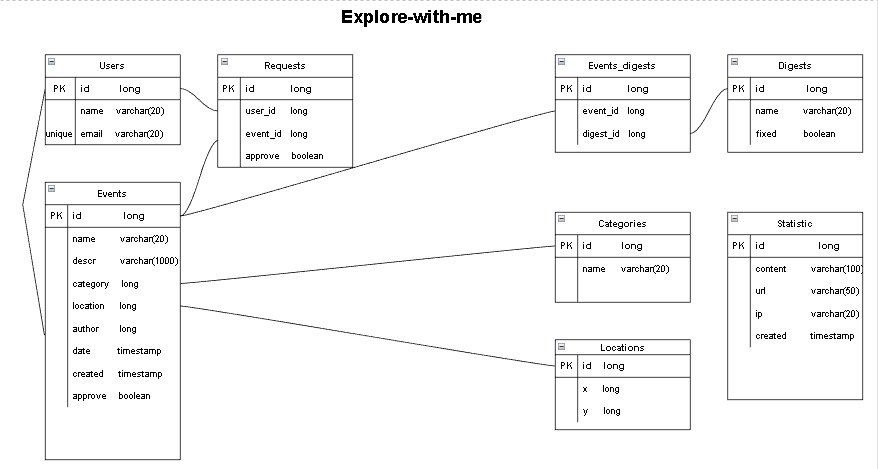 Explore-with-me
Users
PK id long
name varchar(20)
unique email varchar(20)
Requests
PK id long
user_id long
event_id long
approve boolean
Events_digests
PK id long
event_id long
digest_id long
Digests
PK id long
name varchar(20)
fixed boolean
Events
PK id long
name varchar(20)
descr varchar(1000)
category long
location long
author long
date timestamp
created timestamp
approve boolean
Categories
PK id long
name varchar(20)
Statistic
PK id long
content varchar(100)
url varchar(50)
ip varchar(20)
created timestamp
Locations
PK id long
x long
y long